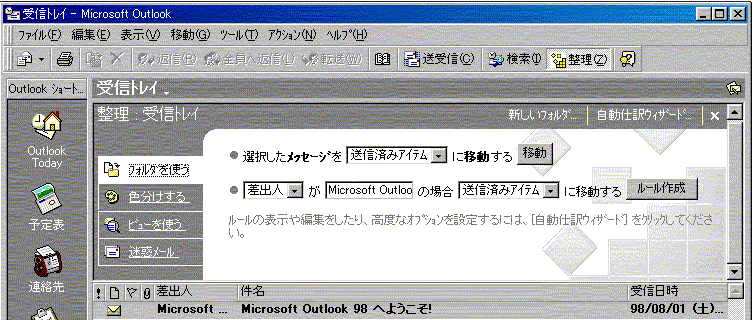 受信トレイ - Microsoft Outlook
ファイル(F) 編集(E) 表示(V) 移動(G) ツール(T) アクション(N) ヘルプ(H)
返信(R) 全員へ返信(L) 転送(W) 送受信(C) 検索(I) 整理(Z)
Outlook ショート... 受信トレイ .
整理 : 受信トレイ 新しいフォルダ... 自動仕訳ウィザード...
Outlook Today
予定表
連絡先
フォルダを使う
色分けする
ビューを使う
迷惑メール
選択したメッセージを 送信済みアイテム に移動する 移動
差出人 が Microsoft Outloo の場合 送信済みアイテム に移動する ルール作成
ルールの表示や編集をしたり、高度なオプションを設定するには、[自動仕訳ウィザード] をクリックしてくださ
い。
! 差出人 件名 受信日時
Microsoft ... Microsoft Outlook 98 へようこそ! 98/08/01 (土)...